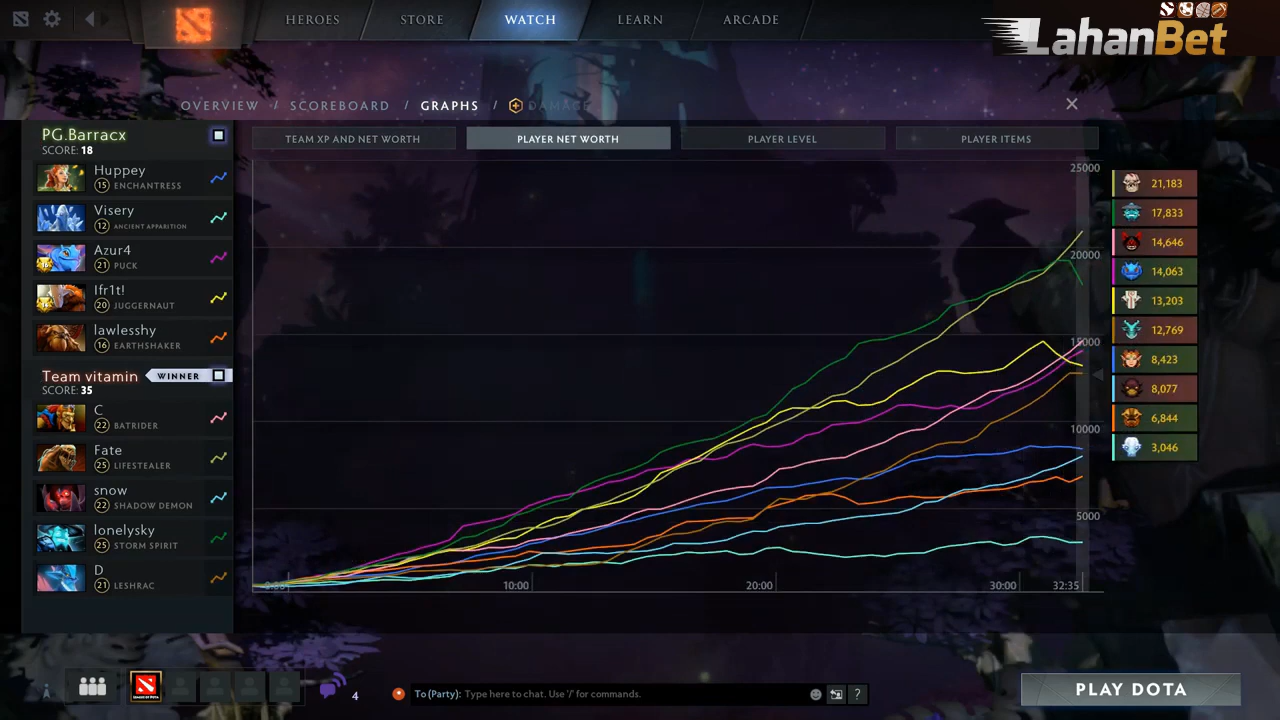 HEROES STORE WATCH LEARN ARCADE
LahanBet
OVERVIEW / SCOREBOARD / GRAPHS / DAMAGE
TEAM XP AND NET WORTH PLAYER NET WORTH PLAYER LEVEL PLAYER ITEMS
PG.Barracx
SCORE: 18
Huppey
15 ENCHANTRESS
Visery
12 ANCIENT APPARITION
Azur4
21 PUCK
Ifr1t!
20 JUGGERNAUT
lawlesshy
16 EARTHSHAKER
Team vitamin WINNER
SCORE: 35
C
22 BATRIDER
Fate
25 LIFESTEALER
snow
22 SHADOW DEMON
lonelysky
25 STORM SPIRIT
D
21 LESHRAC
25000
20000
15000
10000
5000
10:00 20:00 30:00 32:35
21,183
17,833
14,646
14,063
13,203
12,769
8,423
8,077
6,844
3,046
4
To (Party): Type here to chat. Use '/' for commands.
?
PLAY DOTA